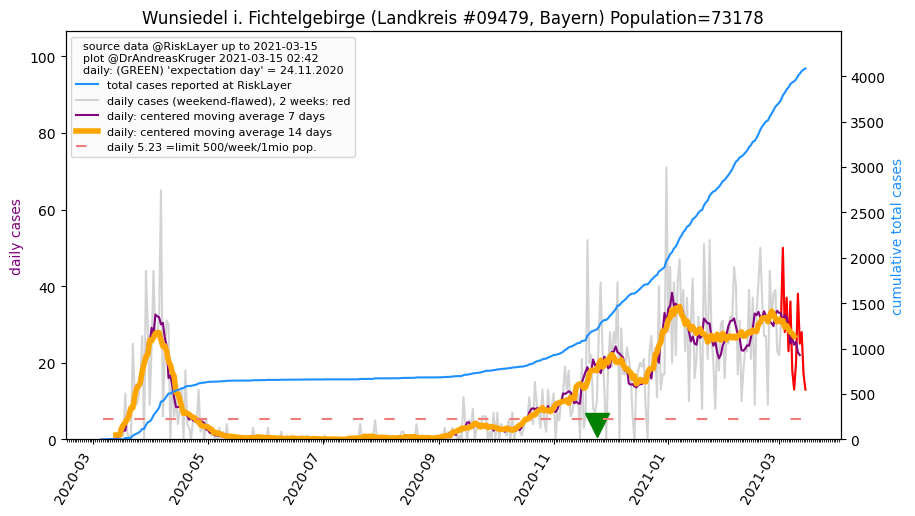 Wunsiedel i. Fichtelgebirge (Landkreis #09479, Bayern) Population=73178
source data @RiskLayer up to 2021-03-15
plot @DrAndreasKruger 2021-03-15 02:42
daily: (GREEN) 'expectation day' = 24.11.2020
total cases reported at RiskLayer
daily cases (weekend-flawed), 2 weeks: red
daily: centered moving average 7 days
daily: centered moving average 14 days
daily 5.23 =limit 500/week/1mio pop.
daily cases
100
80
60
40
20
0
cumulative total cases
4000
3500
3000
2500
2000
1500
1000
500
0
2020-03
2020-05
2020-07
2020-09
2020-11
2021-01
2021-03